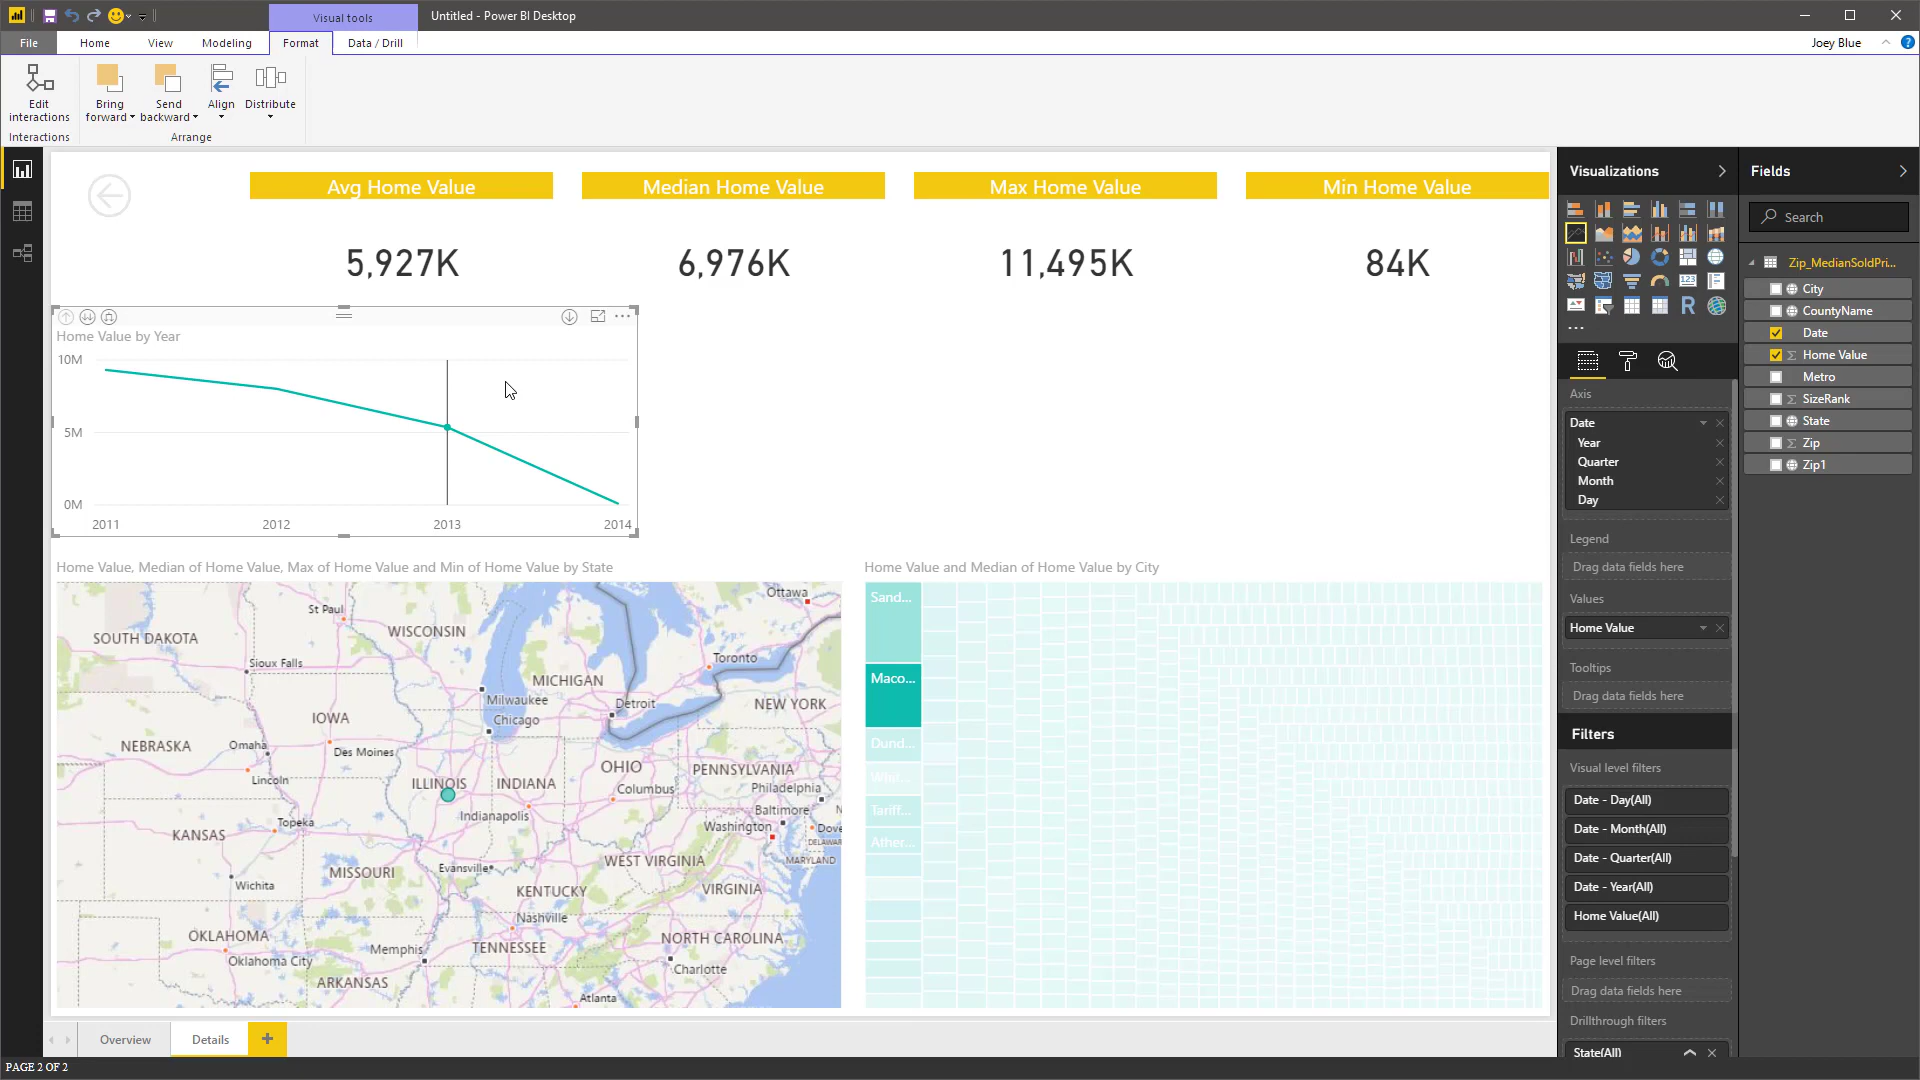 Visual tools
Untitled - Power BI Desktop
File
Home
View
Modeling
Format
Data / Drill
Joey Blue
Edit interactions
Bring forward
Send backward
Align
Distribute
Interactions
Arrange
Avg Home Value
Median Home Value
Max Home Value
Min Home Value
5,927K
6,976K
11,495K
84K
Home Value by Year
10M
5M
0M
2011
2012
2013
2014
Home Value, Median of Home Value, Max of Home Value and Min of Home Value by State
Ottawa
St Paul
WISCONSIN
SOUTH DAKOTA
Sioux Falls
Toronto
MICHIGAN
Milwaukee
Detroit
NEW YORK
IOWA
Chicago
NEBRASKA
Omaha
Des Moines
OHIO
PENNSYLVANIA
Lincoln
ILLINOIS
INDIANA
Columbus
Philadelphia
Indianapolis
Baltimore
N
Topeka
KANSAS
Washington
Dove
DELAWAR
MARYLAND
WEST VIRGINIA
MISSOURI
Evansville
Wichita
KENTUCKY
VIRGINIA
Nashville
OKLAHOMA
Memphis
TENNESSEE
NORTH CAROLINA
Oklahoma City
Charlotte
ARKANSAS
Atlanta
Home Value and Median of Home Value by City
Sand...
Maco...
Dund...
Whit...
Tariff...
Ather...
Visualizations
123
R
Axis
Date
Year
Quarter
Month
Day
Legend
Drag data fields here
Values
Home Value
Tooltips
Drag data fields here
Filters
Visual level filters
Date - Day(All)
Date - Month(All)
Date - Quarter(All)
Date - Year(All)
Home Value(All)
Page level filters
Drag data fields here
Drillthrough filters
State(All)
Fields
Search
Zip_MedianSoldPri...
City
CountyName
Date
Home Value
Metro
SizeRank
State
Zip
Zip1
Overview
Details
PAGE 2 OF 2